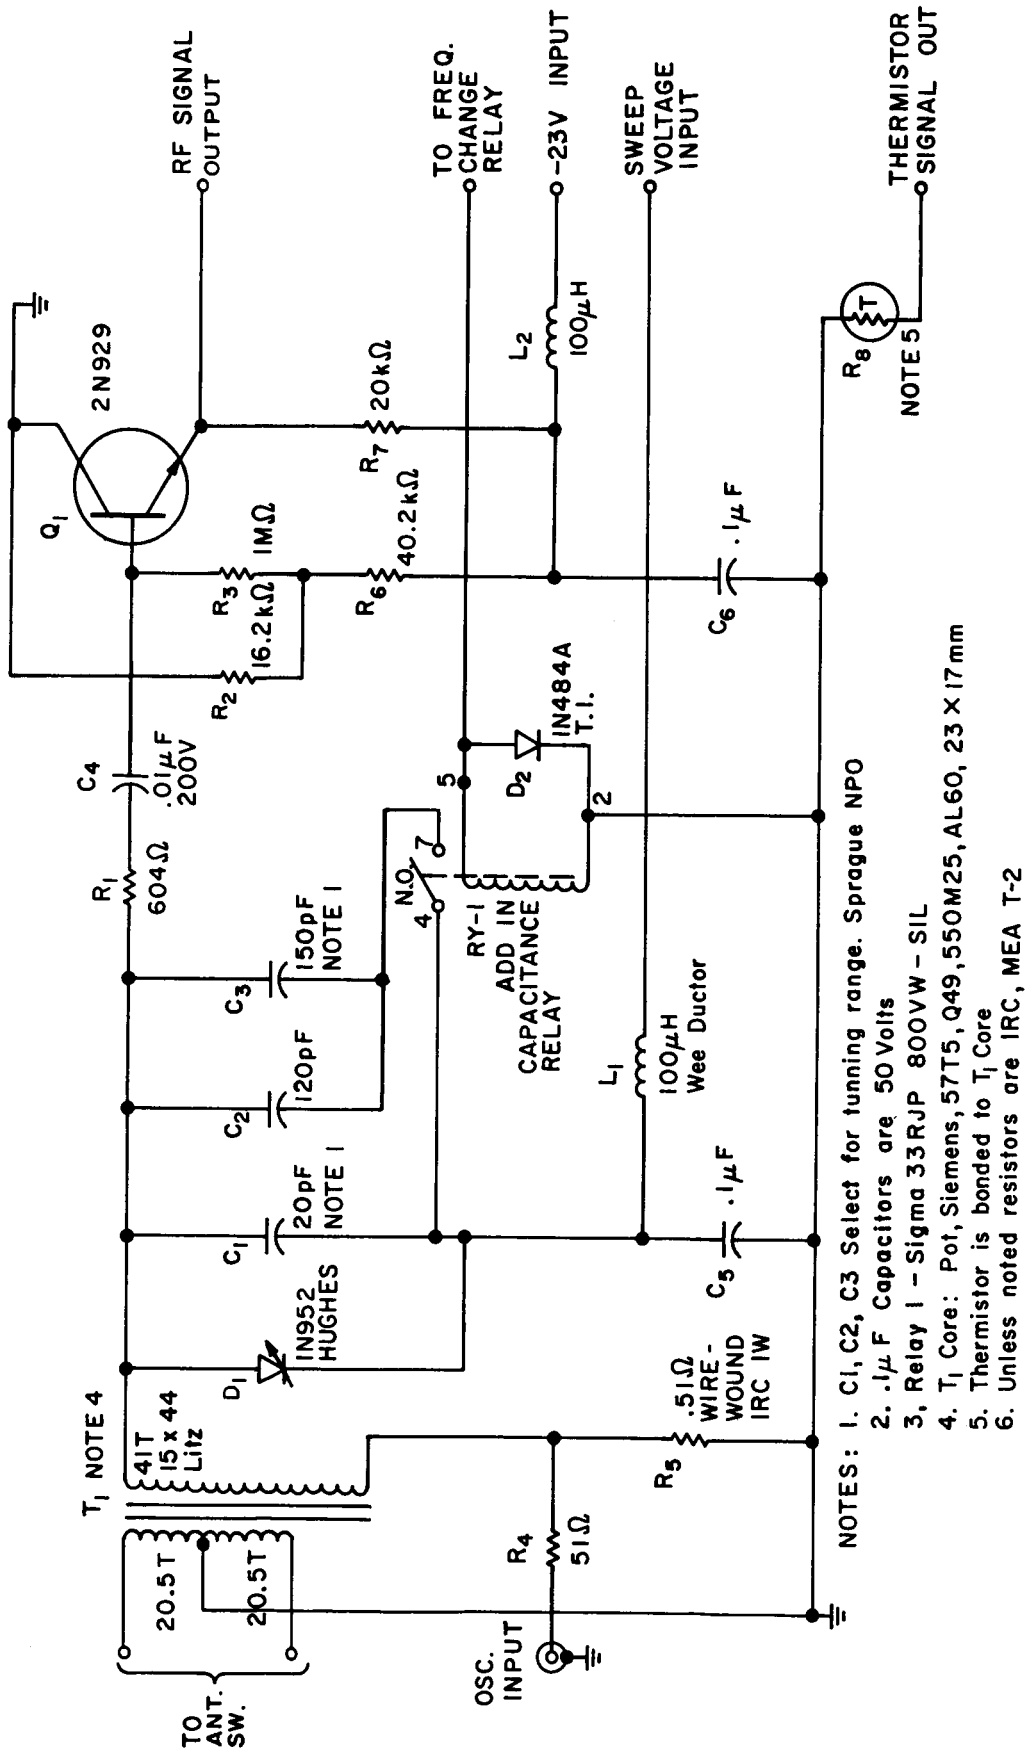 TO
ANT.
SW.
20.5T
20.5T
T1 NOTE 4
41T
15 x 44
Litz
OSC.
INPUT
R4
51Ω
R5
.51Ω
WIRE-
WOUND
IRC 1W
D1
1N952
HUGHES
C1
20pF
NOTE 1
C2
120pF
C3
150pF
NOTE 1
R1
604Ω
C4
.01μF
200V
N.O.
4
7
RY-1
ADD IN
CAPACITANCE
RELAY
5
2
D2
1N484A
T.I.
L1
100μH
Wee Ductor
C5
.1μF
R2
16.2kΩ
R3
1MΩ
R6
40.2kΩ
C6
.1μF
Q1
2N929
R7
20kΩ
L2
100μH
R8
T
NOTE 5
RF SIGNAL
OUTPUT
TO FREQ.
CHANGE
RELAY
-23V INPUT
SWEEP
VOLTAGE
INPUT
THERMISTOR
SIGNAL OUT
NOTES: 1. C1, C2, C3 Select for tunning range. Sprague NPO
2. .1μF Capacitors are 50 Volts
3, Relay 1 - Sigma 33RJP 800VW-SIL
4. T1 Core: Pot, Siemens, 57T5, Q49, 550M25, AL60, 23 X 17mm
5. Thermistor is bonded to T1 Core
6. Unless noted resistors are IRC, MEA T-2